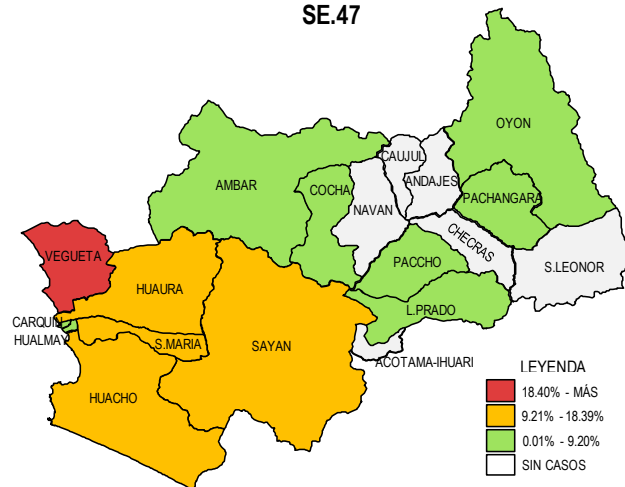 SE.47
OYON
CAUJUL
ANDAJES
AMBAR
COCHA
NAVAN
PACHANGARA
CHECRAS
VEGUETA
PACCHO
S.LEONOR
HUAURA
L.PRADO
CARQUIN
HUALMAY
S.MARIA
SAYAN
ACOTAMA-IHUARI
HUACHO
LEYENDA
18.40% - MÁS
9.21% - 18.39%
0.01% - 9.20%
SIN CASOS